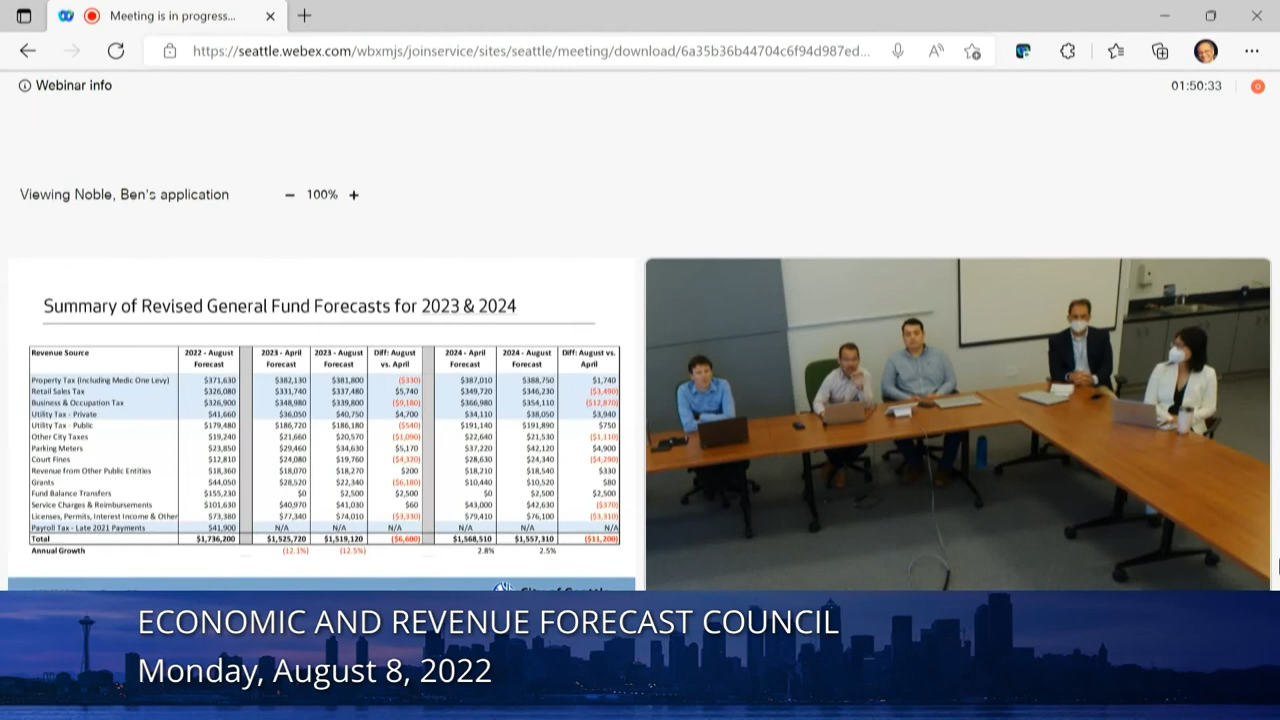 Meeting is in progress...
https://seattle.webex.com/wbxmjs/joinservice/sites/seattle/meeting/download/6a35b36b44704c6f94d987ed...
Webinar info
01:50:33
Viewing Noble, Ben's application
100%
Summary of Revised General Fund Forecasts for 2023 & 2024
Revenue Source 2022 - August Forecast 2023 - April Forecast 2023 - August Forecast Diff: August vs. April 2024 - April Forecast 2024 - August Forecast Diff: August vs. April
Property Tax (Including Medic One Levy) $371,630 $382,130 $381,800 ($330) $387,010 $388,750 $1,740
Retail Sales Tax $326,080 $331,740 $337,480 $5,740 $349,720 $346,230 ($3,490)
Business & Occupation Tax $326,900 $348,980 $339,800 ($9,180) $366,980 $354,110 ($12,870)
Utility Tax - Private $41,660 $36,050 $40,750 $4,700 $34,110 $38,050 $3,940
Utility Tax - Public $179,480 $186,720 $186,180 ($540) $191,140 $191,890 $750
Other City Taxes $19,240 $21,660 $20,570 ($1,090) $22,640 $21,530 ($1,110)
Parking Meters $23,850 $29,460 $34,630 $5,170 $37,220 $42,120 $4,900
Court Fines $12,810 $24,080 $19,760 ($4,320) $28,630 $24,340 ($4,290)
Revenue from Other Public Entities $18,360 $18,070 $18,270 $200 $18,210 $18,540 $330
Grants $44,050 $28,520 $22,340 ($6,180) $10,440 $10,520 $80
Fund Balance Transfers $155,230 $0 $2,500 $2,500 $0 $2,500 $2,500
Service Charges & Reimbursements $101,630 $40,970 $41,030 $60 $43,000 $42,630 ($370)
Licenses, Permits, Interest Income & Other $73,380 $77,340 $74,010 ($3,330) $79,410 $76,100 ($3,310)
Payroll Tax - Late 2021 Payments $41,900 N/A N/A N/A N/A N/A N/A
Total $1,736,200 $1,525,720 $1,519,120 ($6,600) $1,568,510 $1,557,310 ($11,200)
Annual Growth (12.1%) (12.5%) 2.8% 2.5%
ECONOMIC AND REVENUE FORECAST COUNCIL
Monday, August 8, 2022